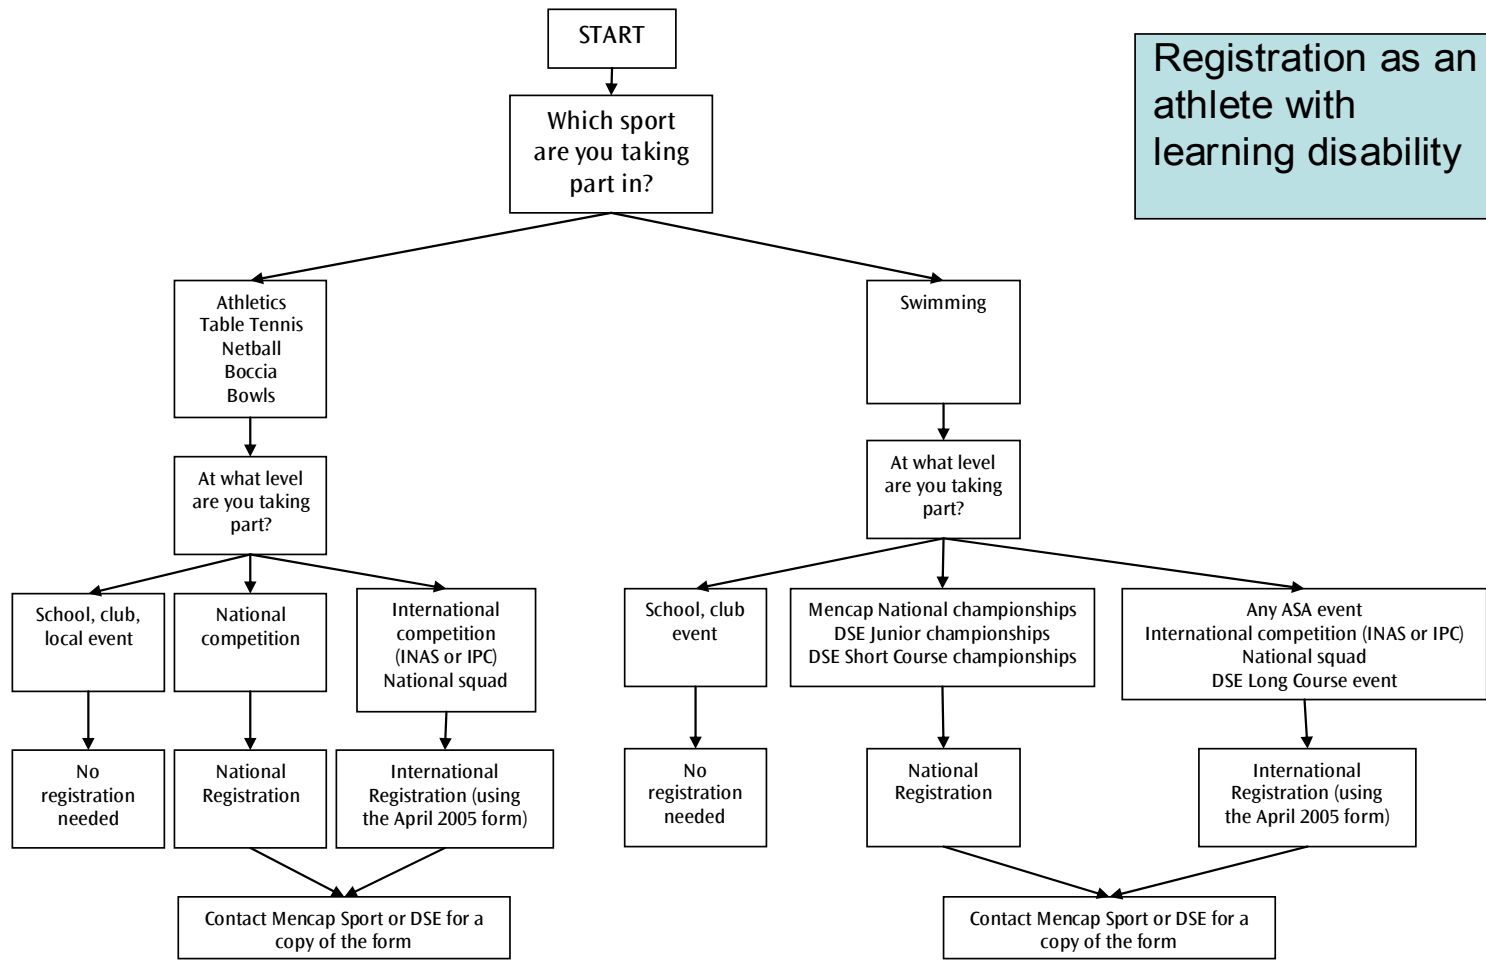 START
Registration as an
athlete with
learning disability
Which sport
are you taking
part in?
Athletics
Table Tennis
Netball
Boccia
Bowls
Swimming
At what level
are you taking
part?
At what level
are you taking
part?
School, club,
local event
National
competition
International
competition
(INAS or IPC)
National squad
School, club
event
Mencap National championships
DSE Junior championships
DSE Short Course championships
Any ASA event
International competition (INAS or IPC)
National squad
DSE Long Course event
No
registration
needed
National
Registration
International
Registration (using
the April 2005 form)
No
registration
needed
National
Registration
International
Registration (using
the April 2005 form)
Contact Mencap Sport or DSE for a
copy of the form
Contact Mencap Sport or DSE for a
copy of the form